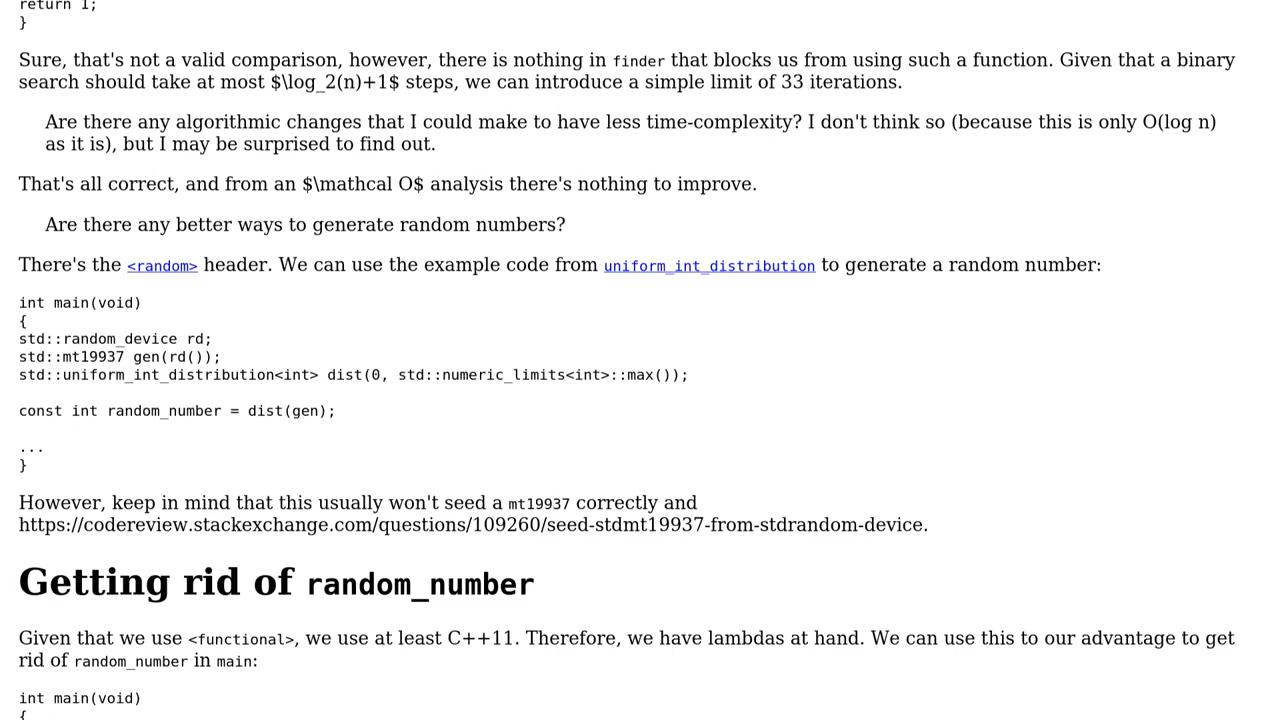 return 1;
}
Sure, that's not a valid comparison, however, there is nothing in finder that blocks us from using such a function. Given that a binary
search should take at most $\log_2(n)+1$ steps, we can introduce a simple limit of 33 iterations.
Are there any algorithmic changes that I could make to have less time-complexity? I don't think so (because this is only O(log n)
as it is), but I may be surprised to find out.
That's all correct, and from an $\mathcal O$ analysis there's nothing to improve.
Are there any better ways to generate random numbers?
There's the <random> header. We can use the example code from uniform_int_distribution to generate a random number:
int main(void)
{
std::random_device rd;
std::mt19937 gen(rd());
std::uniform_int_distribution<int> dist(0, std::numeric_limits<int>::max());
const int random_number = dist(gen);
...
}
However, keep in mind that this usually won't seed a mt19937 correctly and
https://codereview.stackexchange.com/questions/109260/seed-stdmt19937-from-stdrandom-device.
Getting rid of random_number
Given that we use <functional>, we use at least C++11. Therefore, we have lambdas at hand. We can use this to our advantage to get
rid of random_number in main:
int main(void)
{